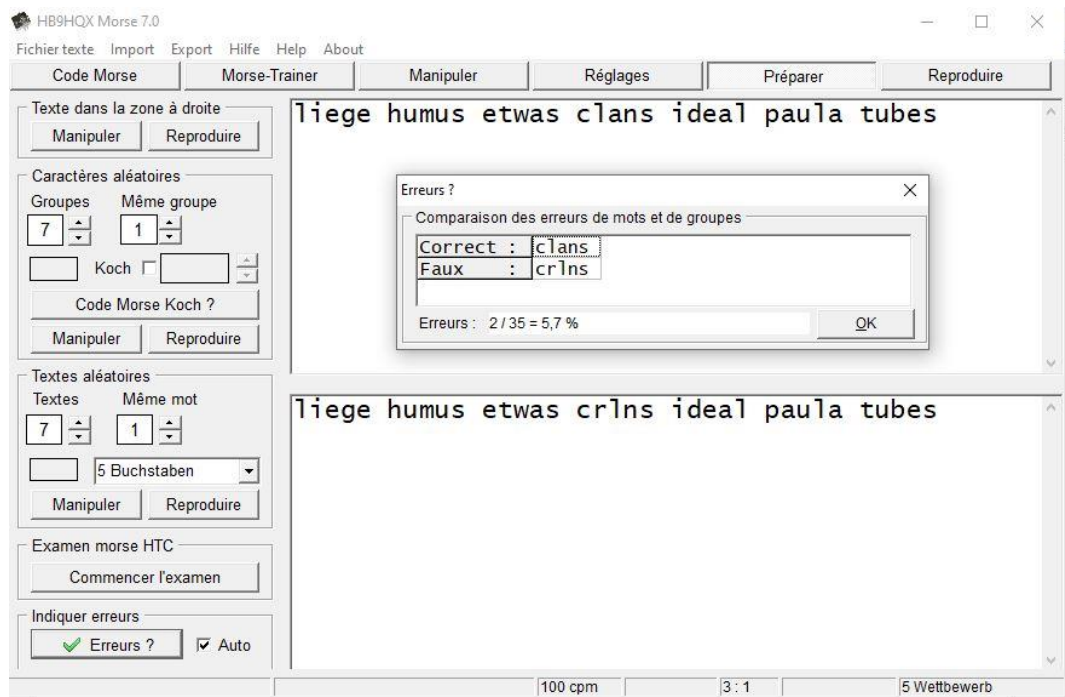 HB9HQX Morse 7.0
Fichier texte Import Export Hilfe Help About
Code Morse Morse-Trainer Manipuler Réglages Préparer Reproduire
Texte dans la zone à droite
Manipuler Reproduire
Caractères aléatoires
Groupes Même groupe
7 1
Koch
Code Morse Koch ?
Manipuler Reproduire
Textes aléatoires
Textes Même mot
7 1
5 Buchstaben
Manipuler Reproduire
Examen morse HTC
Commencer l'examen
Indiquer erreurs
Erreurs ? Auto
liege humus etwas clans ideal paula tubes
Erreurs ?
Comparaison des erreurs de mots et de groupes
Correct : clans
Faux : crlns
Erreurs : 2 / 35 = 5,7 %
OK
liege humus etwas crlns ideal paula tubes
100 cpm 3 : 1 5 Wettbewerb